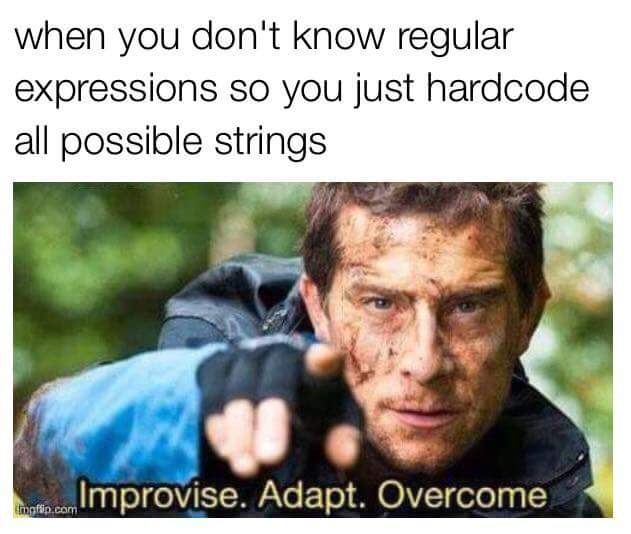 when you don't know regular
expressions so you just hardcode
all possible strings
Improvise. Adapt. Overcome
imgflip.com